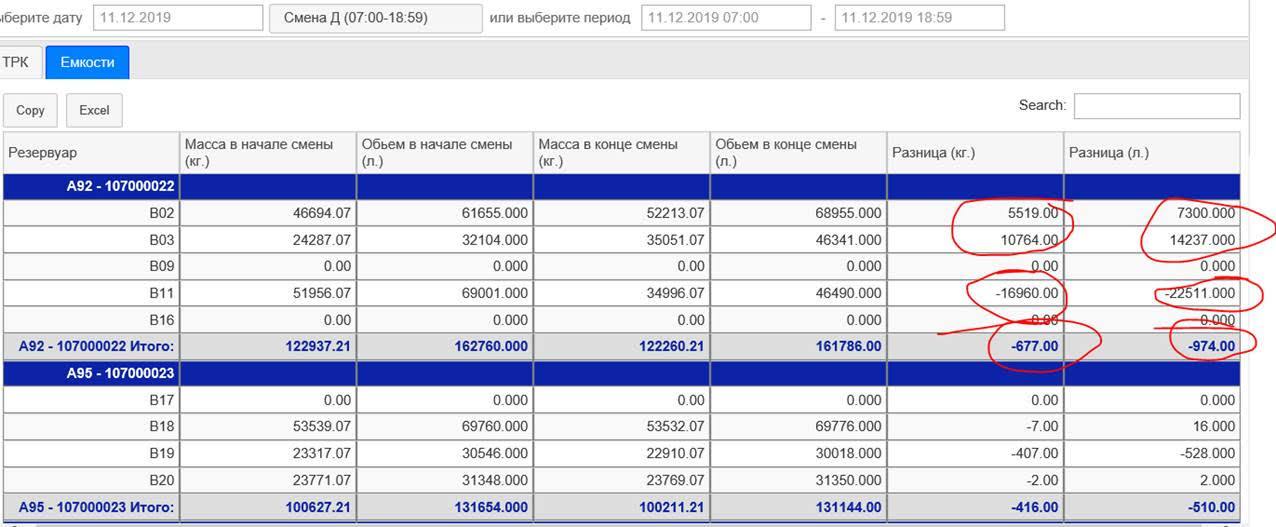 ыберите дату 11.12.2019 Смена Д (07:00-18:59) или выберите период 11.12.2019 07:00 - 11.12.2019 18:59
ТРК Емкости
Copy Excel Search:
Резервуар Масса в начале смены (кг.) Обьем в начале смены (л.) Масса в конце смены (кг.) Обьем в конце смены (л.) Разница (кг.) Разница (л.)
А92 - 107000022
В02 46694.07 61655.000 52213.07 68955.000 5519.00 7300.000
В03 24287.07 32104.000 35051.07 46341.000 10764.00 14237.000
В09 0.00 0.000 0.00 0.000 0.00 0.000
В11 51956.07 69001.000 34996.07 46490.000 -16960.00 -22511.000
В16 0.00 0.000 0.00 0.000 0.00 0.000
А92 - 107000022 Итого: 122937.21 162760.000 122260.21 161786.00 -677.00 -974.00
А95 - 107000023
В17 0.00 0.000 0.00 0.000 0.00 0.000
В18 53539.07 69760.000 53532.07 69776.000 -7.00 16.000
В19 23317.07 30546.000 22910.07 30018.000 -407.00 -528.000
В20 23771.07 31348.000 23769.07 31350.000 -2.00 2.000
А95 - 107000023 Итого: 100627.21 131654.000 100211.21 131144.00 -416.00 -510.00